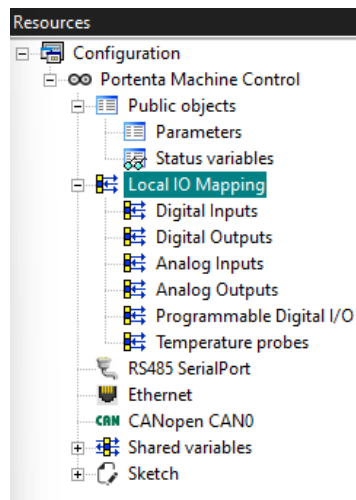 Resources
Configuration
Portenta Machine Control
Public objects
Parameters
Status variables
Local IO Mapping
Digital Inputs
Digital Outputs
Analog Inputs
Analog Outputs
Programmable Digital I/O
Temperature probes
RS485 SerialPort
Ethernet
CAN CANopen CAN0
Shared variables
Sketch